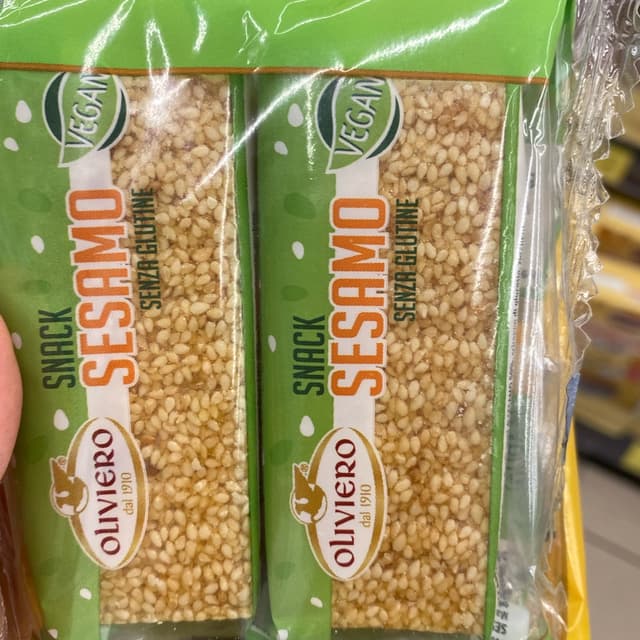 VEGAN
SNACK
SESAMO
SENZA GLUTINE
OLIVIERO
dal 1910
VEGAN
SNACK
SESAMO
SENZA GLUTINE
OLIVIERO
dal 1910